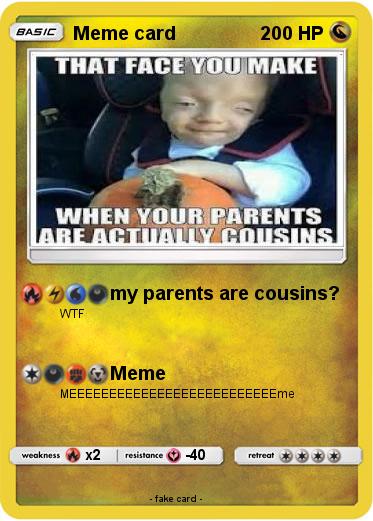 BASIC Meme card 200 HP
THAT FACE YOU MAKE
WHEN YOUR PARENTS
ARE ACTUALLY COUSINS
my parents are cousins?
WTF
Meme
MEEEEEEEEEEEEEEEEEEEEEEEEEEme
weakness x2 resistance -40 retreat
- fake card -